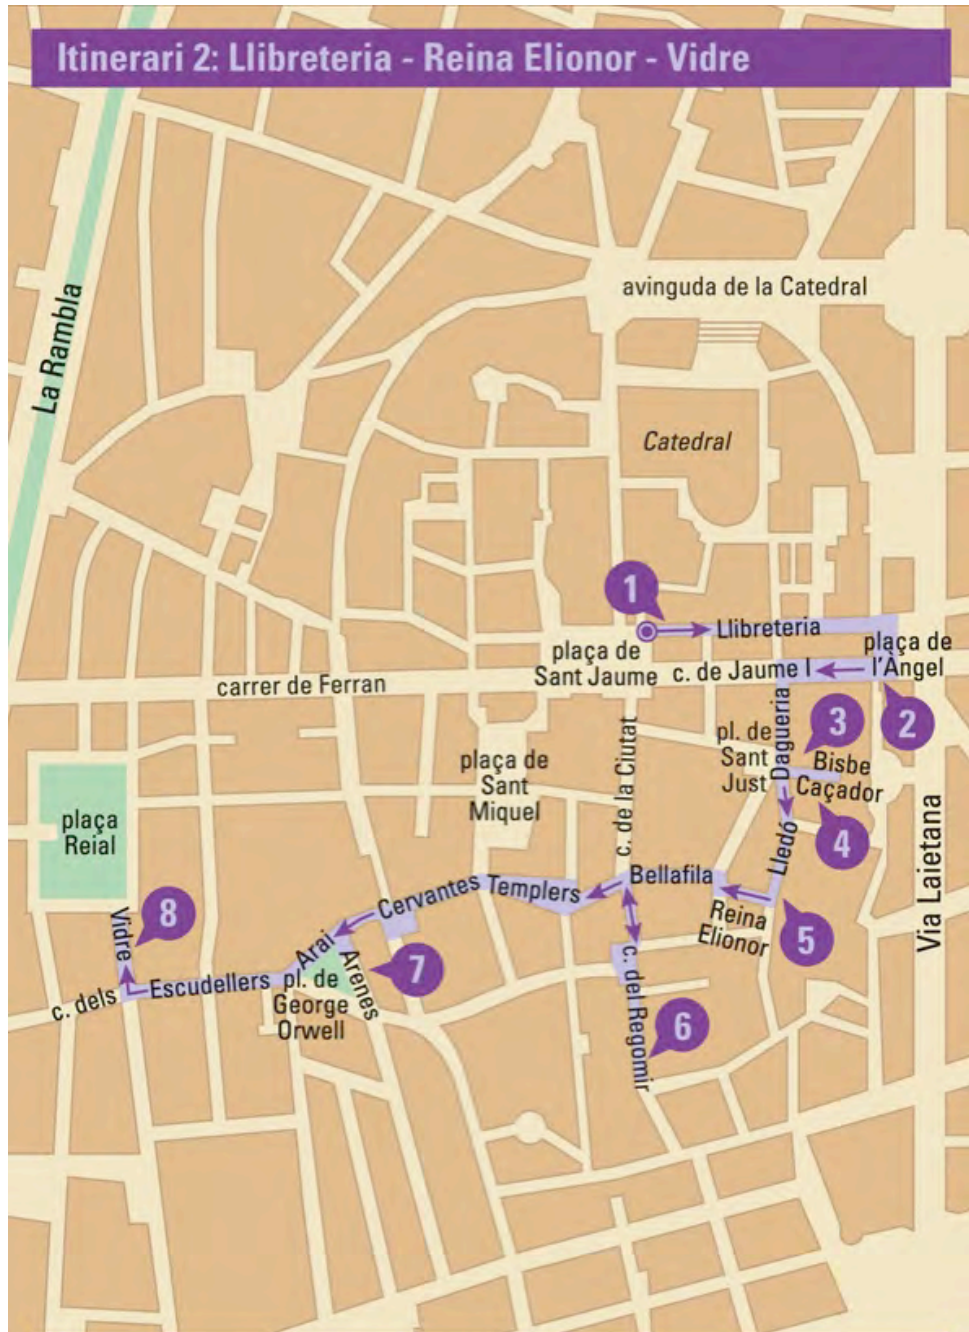 Itinerari 2: Llibreteria - Reina Elionor - Vidre
La Rambla
avinguda de la Catedral
Catedral
1
Llibreteria
plaça de
Sant Jaume
plaça de
l'Àngel
c. de Jaume I
carrer de Ferran
2
3
pl. de
Sant
Just
Dagueria
Bisbe
Caçador
4
plaça de
Sant
Miquel
c. de la Ciutat
plaça
Reial
Via Laietana
Lledó
Bellafila
Templers
Cervantes
Reina
Elionor
5
8
Vidre
Arai
Arenes
7
c. dels
Escudellers
pl. de
George
Orwell
c. del Regomir
6